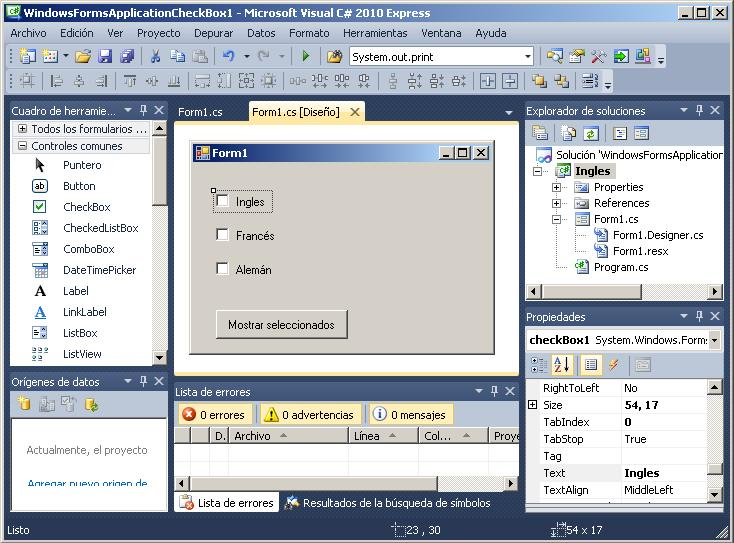 WindowsFormsApplicationCheckBox1 - Microsoft Visual C# 2010 Express
Archivo Edición Ver Proyecto Depurar Datos Formato Herramientas Ventana Ayuda
System.out.print
Cuadro de herramie...
Todos los formularios ...
Controles comunes
Puntero
Button
CheckBox
CheckedListBox
ComboBox
DateTimePicker
Label
LinkLabel
ListBox
ListView
Orígenes de datos
Actualmente, el proyecto
Agregar nuevo origen de
Form1.cs
Form1.cs [Diseño]
Form1
Ingles
Francés
Alemán
Mostrar seleccionados
Lista de errores
0 errores
0 advertencias
0 mensajes
D. Archivo Línea Col... Proye
Lista de errores
Resultados de la búsqueda de símbolos
Explorador de soluciones
Solución 'WindowsFormsApplication
Ingles
Properties
References
Form1.cs
Form1.Designer.cs
Form1.resx
Program.cs
Propiedades
checkBox1 System.Windows.Forms
RightToLeft No
Size 54, 17
TabIndex 0
TabStop True
Tag
Text Ingles
TextAlign MiddleLeft
Listo
23 , 30
54 x 17